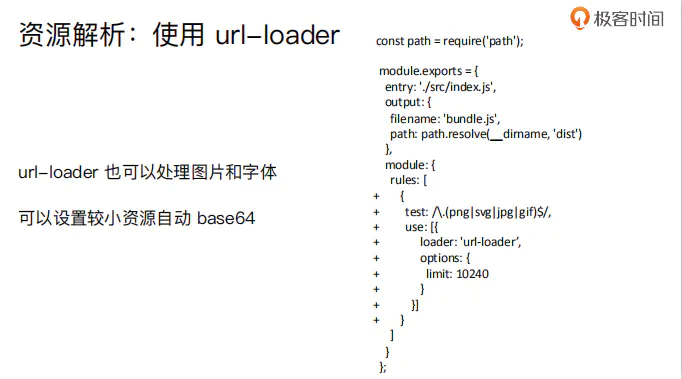 资源解析：使用 url-loader
极客时间
url-loader 也可以处理图片和字体
可以设置较小资源自动 base64
const path = require('path');
module.exports = {
entry: './src/index.js',
output: {
filename: 'bundle.js',
path: path.resolve(__dirname, 'dist')
},
module: {
rules: [
+ {
+ test: /\.(png|svg|jpg|gif)$/,
+ use: [{
+ loader: 'url-loader’,
+ options: {
+ limit: 10240
+ }
+ }]
+ }
]
}
};